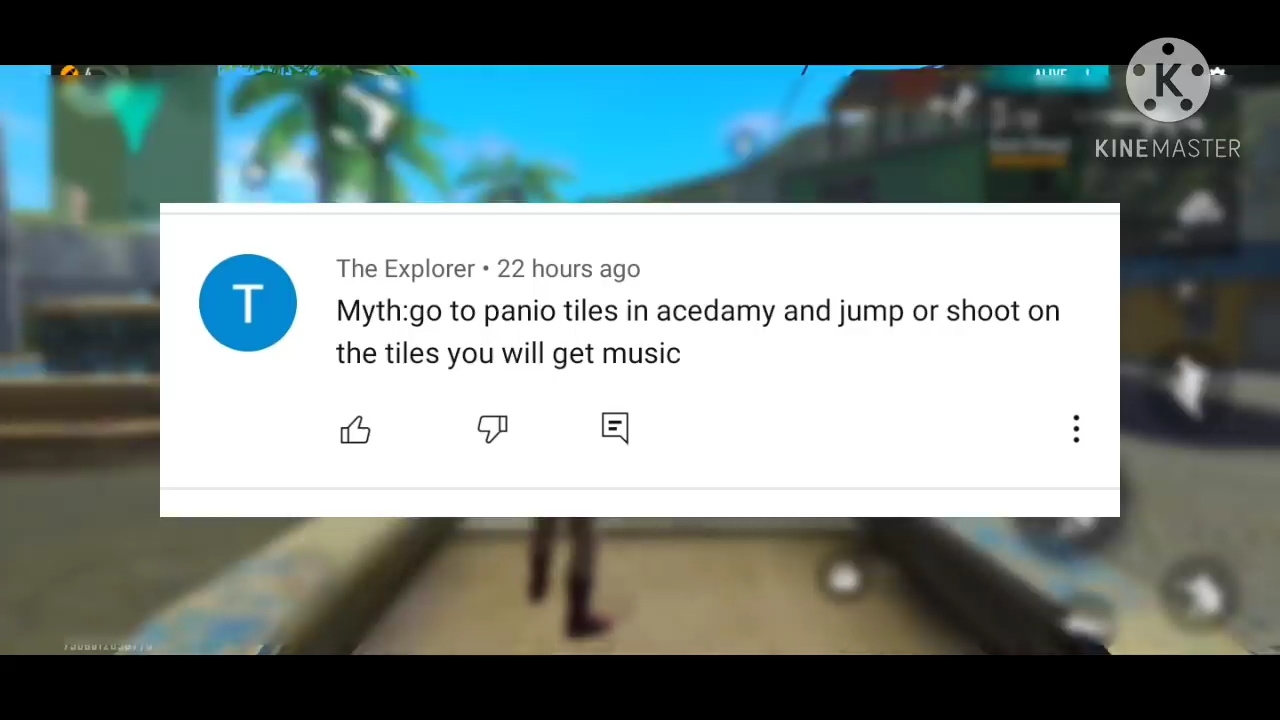 ALIVE
KINEMASTER
T
The Explorer • 22 hours ago
Myth:go to panio tiles in acedamy and jump or shoot on
the tiles you will get music